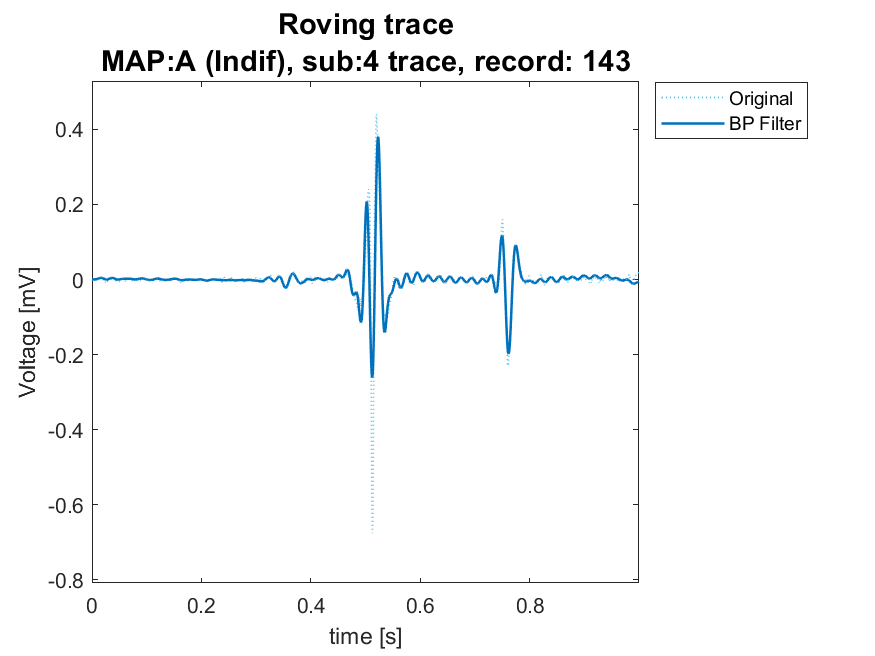 Roving trace
MAP:A (Indif), sub:4 trace, record: 143
Original
BP Filter
0.4
0.2
0
-0.2
-0.4
-0.6
-0.8
Voltage [mV]
0
0.2
0.4
0.6
0.8
time [s]